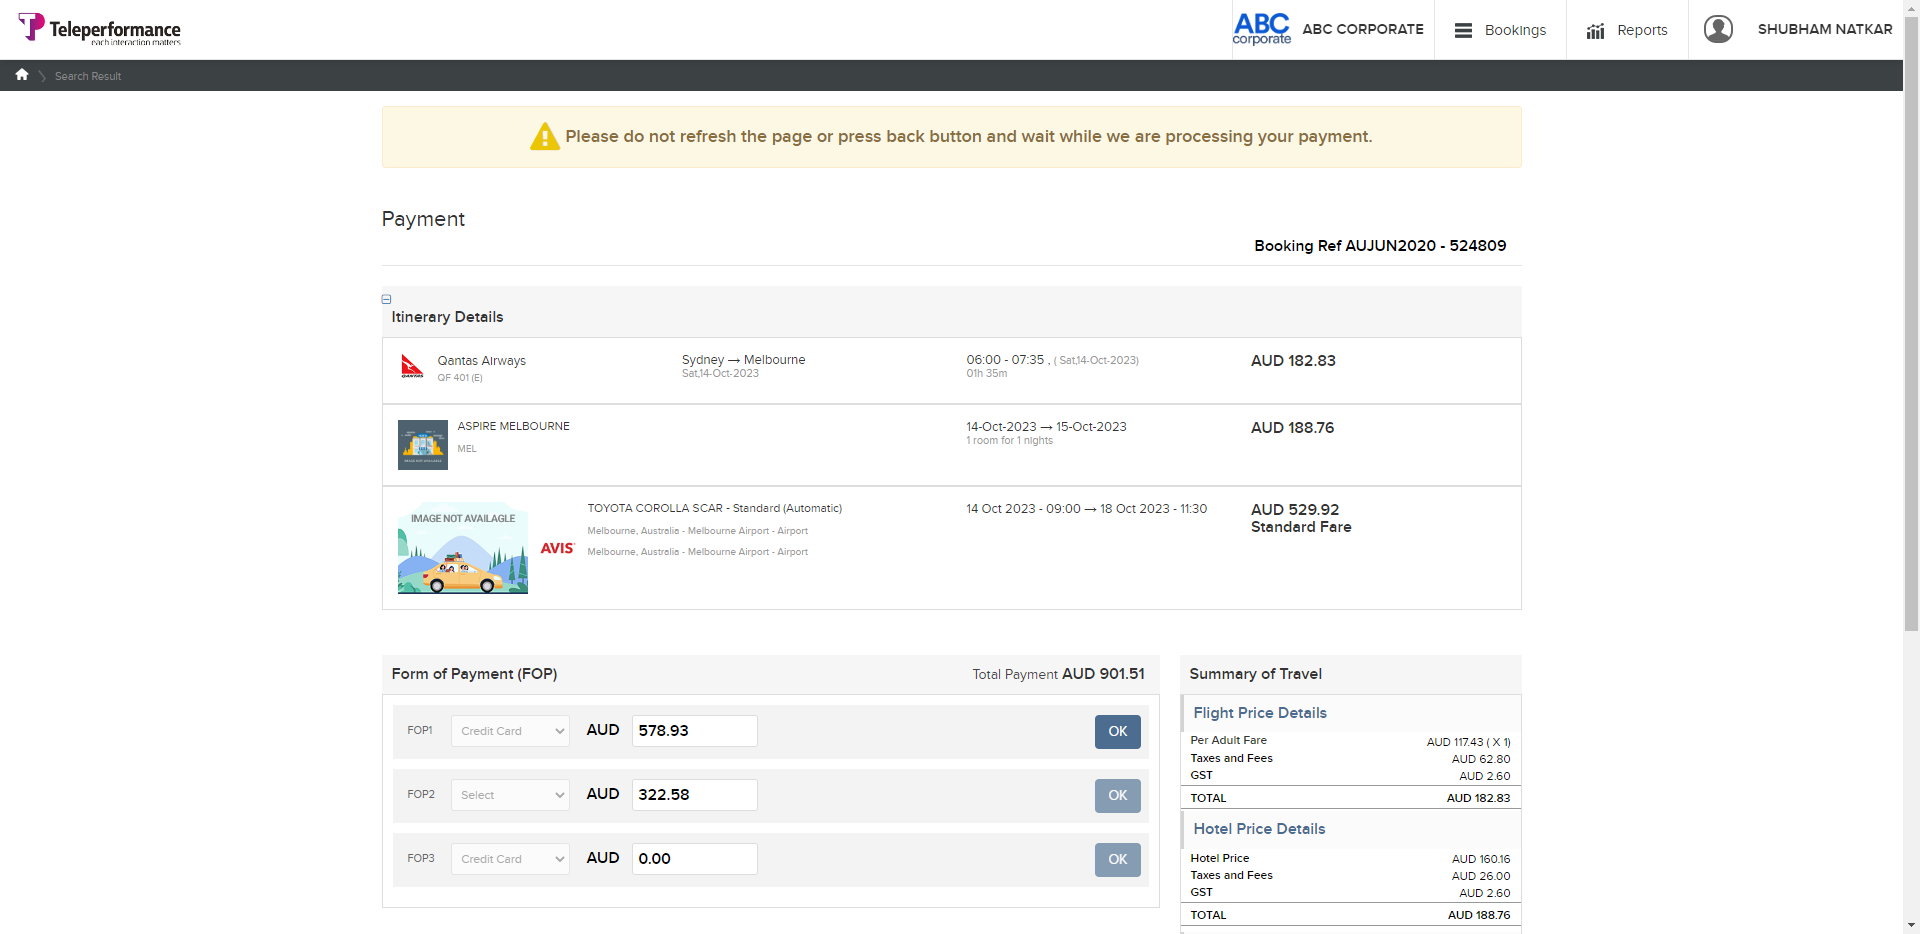 Teleperformance
each interaction matters
ABC
corporate
ABC CORPORATE
Bookings
Reports
SHUBHAM NATKAR
Search Result
Please do not refresh the page or press back button and wait while we are processing your payment.
Payment
Booking Ref AUJUN2020 - 524809
Itinerary Details
Qantas Airways
QF 401 (E)
Sydney → Melbourne
Sat,14-Oct-2023
06:00 - 07:35 , ( Sat,14-Oct-2023)
01h 35m
AUD 182.83
ASPIRE MELBOURNE
MEL
14-Oct-2023 → 15-Oct-2023
1 room for 1 nights
AUD 188.76
IMAGE NOT AVAILAGLE
AVIS
TOYOTA COROLLA SCAR - Standard (Automatic)
Melbourne, Australia - Melbourne Airport - Airport
Melbourne, Australia - Melbourne Airport - Airport
14 Oct 2023 - 09:00 → 18 Oct 2023 - 11:30
AUD 529.92
Standard Fare
Form of Payment (FOP)
Total Payment AUD 901.51
FOP1 Credit Card AUD 578.93 OK
FOP2 Select AUD 322.58 OK
FOP3 Credit Card AUD 0.00 OK
Summary of Travel
Flight Price Details
Per Adult Fare AUD 117.43 ( X 1)
Taxes and Fees AUD 62.80
GST AUD 2.60
TOTAL AUD 182.83
Hotel Price Details
Hotel Price AUD 160.16
Taxes and Fees AUD 26.00
GST AUD 2.60
TOTAL AUD 188.76